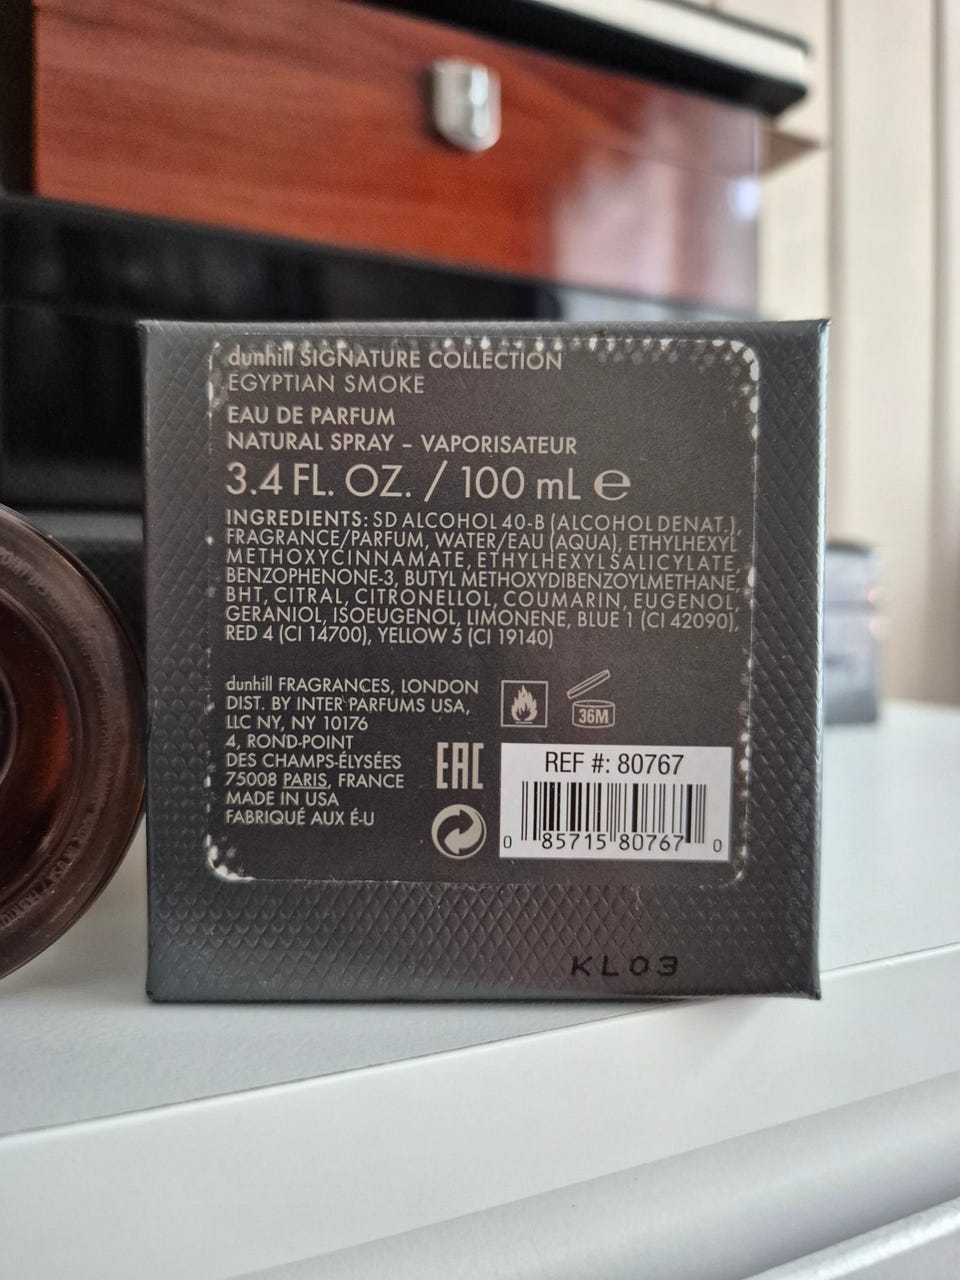 dunhill SIGNATURE COLLECTION
EGYPTIAN SMOKE
EAU DE PARFUM
NATURAL SPRAY – VAPORISATEUR
3.4 FL. OZ. / 100 mL ℮
INGREDIENTS: SD ALCOHOL 40-B (ALCOHOL DENAT.),
FRAGRANCE/PARFUM, WATER/EAU (AQUA), ETHYLHEXYL
METHOXYCINNAMATE, ETHYLHEXYL SALICYLATE,
BENZOPHENONE-3, BUTYL METHOXYDIBENZOYLMETHANE,
BHT, CITRAL, CITRONELLOL, COUMARIN, EUGENOL,
GERANIOL, ISOEUGENOL, LIMONENE, BLUE 1 (CI 42090),
RED 4 (CI 14700), YELLOW 5 (CI 19140)
dunhill FRAGRANCES, LONDON
DIST. BY INTER PARFUMS USA,
LLC NY, NY 10176
4, ROND-POINT
DES CHAMPS-ÉLYSÉES
75008 PARIS, FRANCE
MADE IN USA
FABRIQUÉ AUX É-U
36M
EAC
REF #: 80767
0 85715 80767 0
KL03